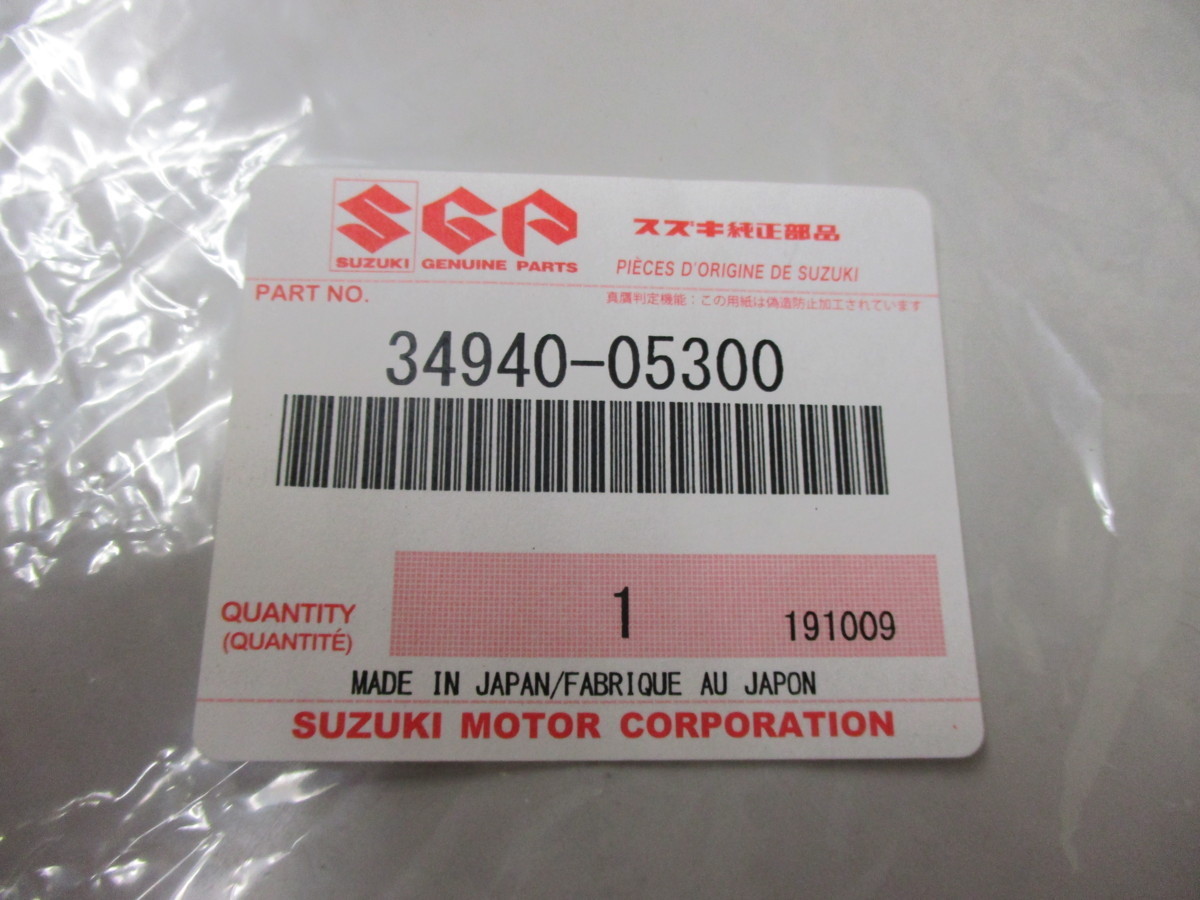 SGP スズキ純正部品
SUZUKI GENUINE PARTS PIÈCES D'ORIGINE DE SUZUKI
PART NO. 真贋判定機能：この用紙は偽造防止加工されています
34940-05300
QUANTITY 1 191009
(QUANTITÉ)
MADE IN JAPAN/FABRIQUE AU JAPON
SUZUKI MOTOR CORPORATION